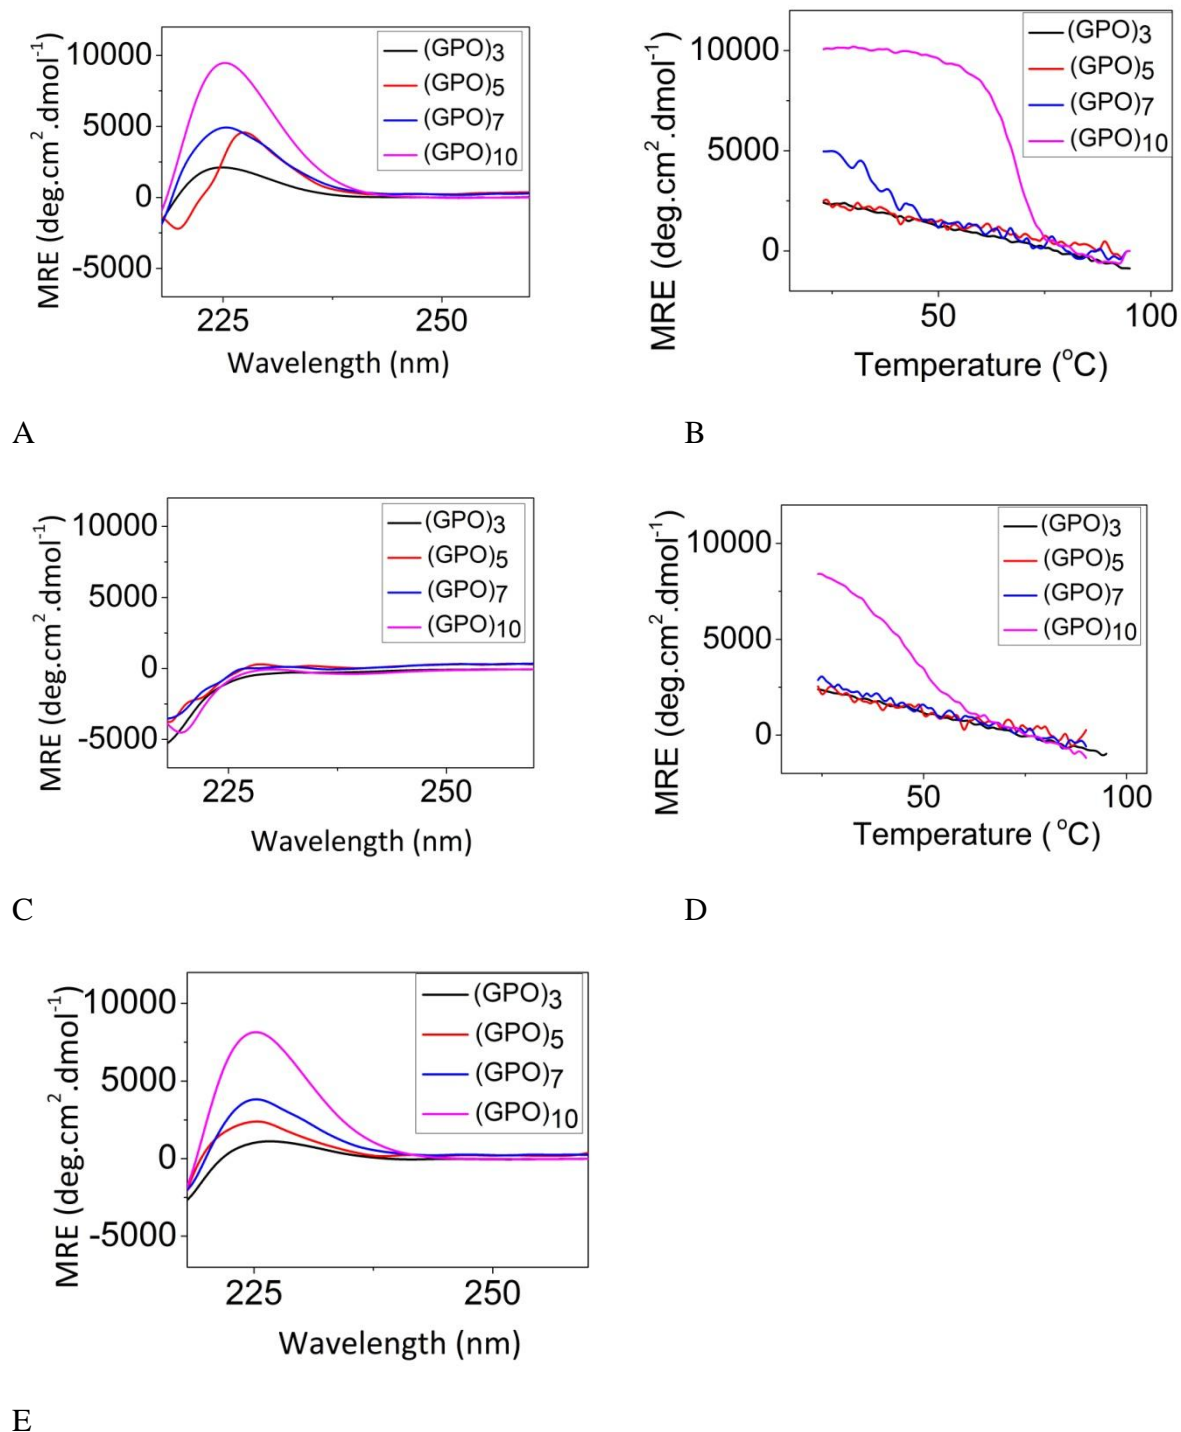 10000
5000
0
-5000
MRE (deg.cm2.dmol-1)
(GPO)3
(GPO)5
(GPO)7
(GPO)10
225
250
Wavelength (nm)
A
10000
5000
0
MRE (deg.cm2.dmol-1)
(GPO)3
(GPO)5
(GPO)7
(GPO)10
50
100
Temperature (oC)
B
10000
5000
0
-5000
MRE (deg.cm2.dmol-1)
(GPO)3
(GPO)5
(GPO)7
(GPO)10
225
250
Wavelength (nm)
C
10000
5000
0
MRE (deg.cm2.dmol-1)
(GPO)3
(GPO)5
(GPO)7
(GPO)10
50
100
Temperature ( oC)
D
10000
5000
0
-5000
MRE (deg.cm2.dmol-1)
(GPO)3
(GPO)5
(GPO)7
(GPO)10
225
250
Wavelength (nm)
E